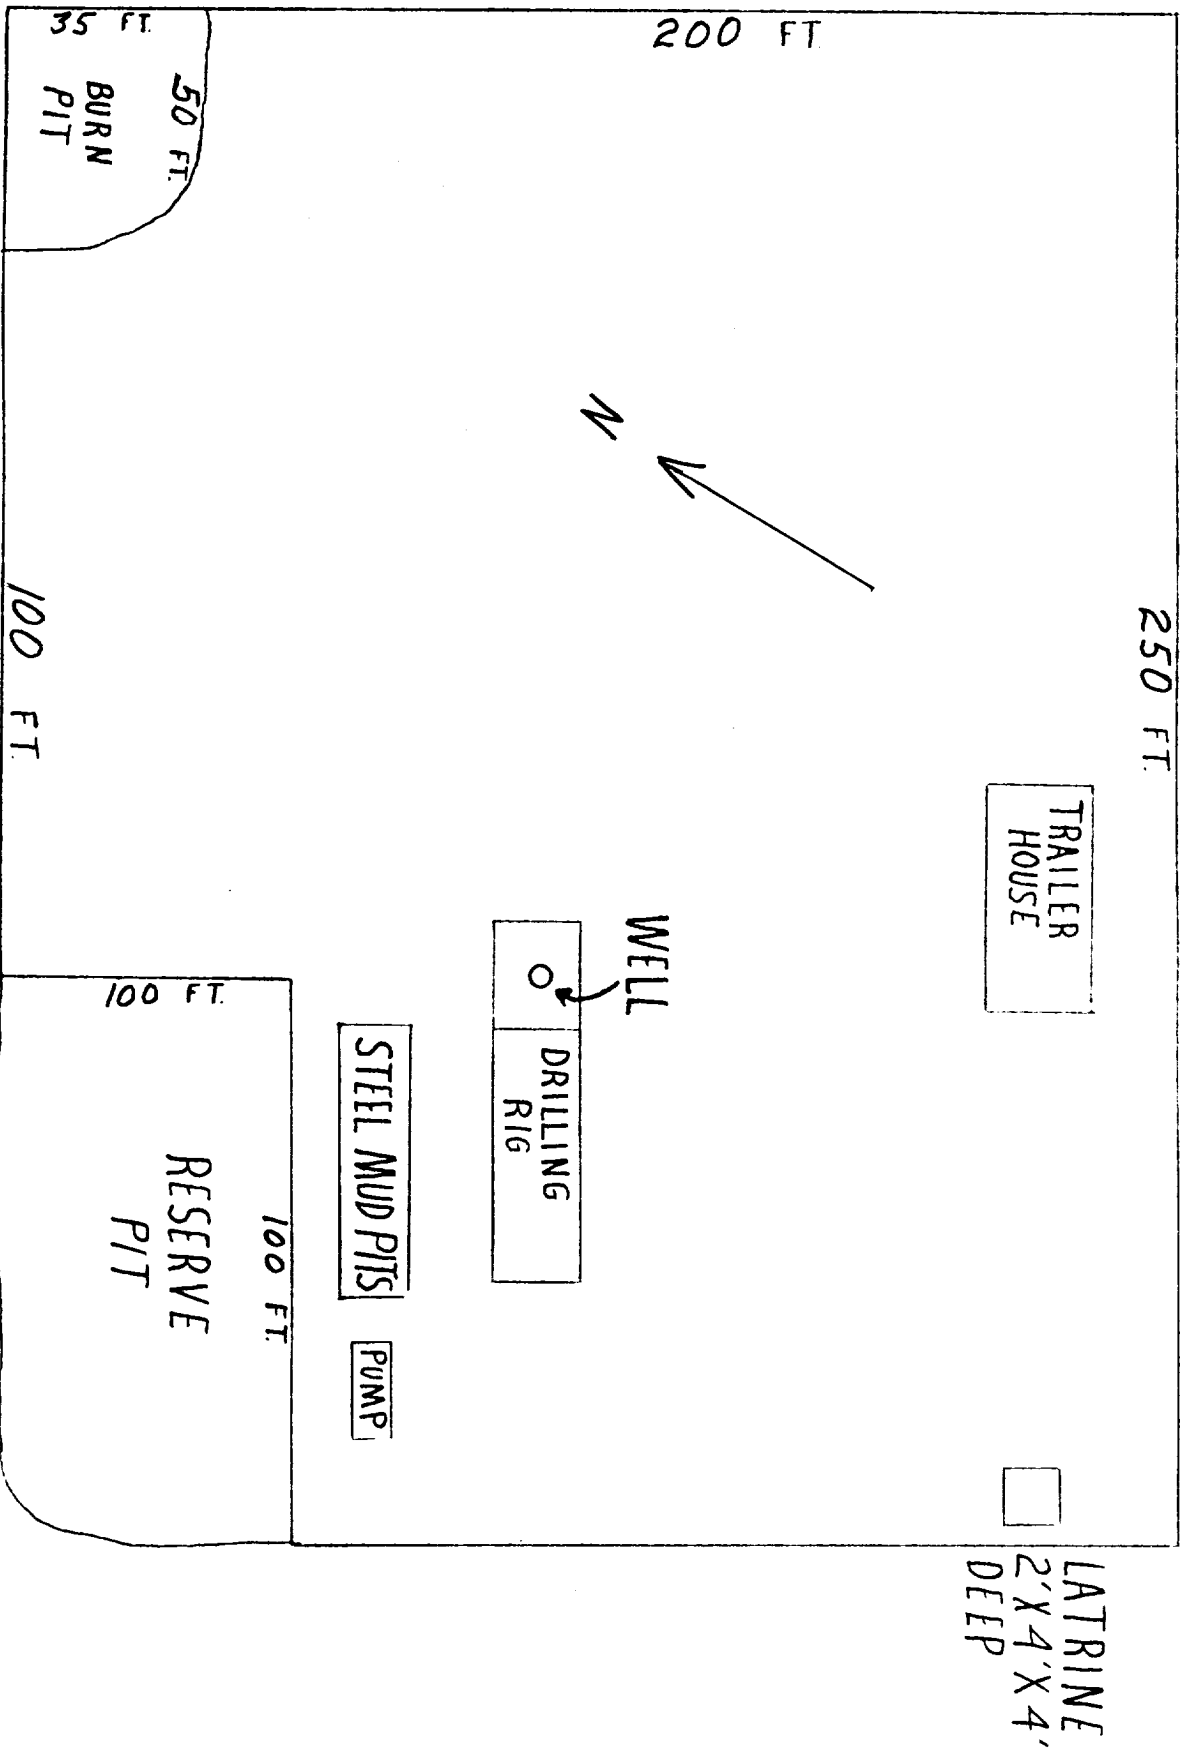 35 FT.
50 FT.
BURN
PIT
200 FT
N
250 FT.
100 FT.
TRAILER
HOUSE
WELL
DRILLING
RIG
STEEL MUD PITS
PUMP
100 FT.
100 FT.
RESERVE
PIT
LATRINE
2'X4'X4'
DEEP